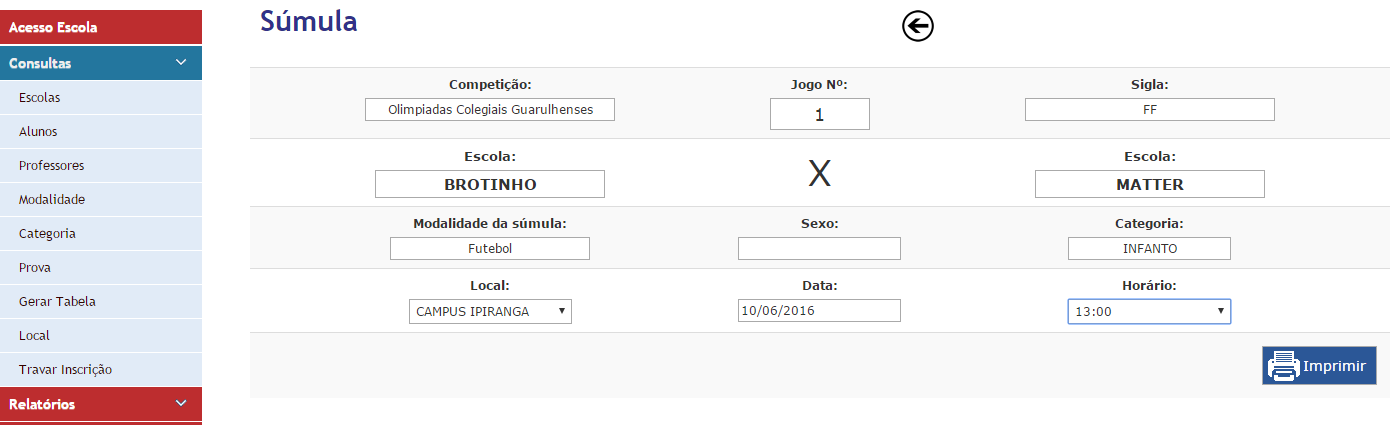 Acesso Escola
Consultas
Escolas
Alunos
Professores
Modalidade
Categoria
Prova
Gerar Tabela
Local
Travar Inscrição
Relatórios
Súmula
Competição: Jogo Nº: Sigla:
Olimpiadas Colegiais Guarulhenses 1 FF
Escola: X Escola:
BROTINHO MATTER
Modalidade da súmula: Sexo: Categoria:
Futebol INFANTO
Local: Data: Horário:
CAMPUS IPIRANGA 10/06/2016 13:00
Imprimir